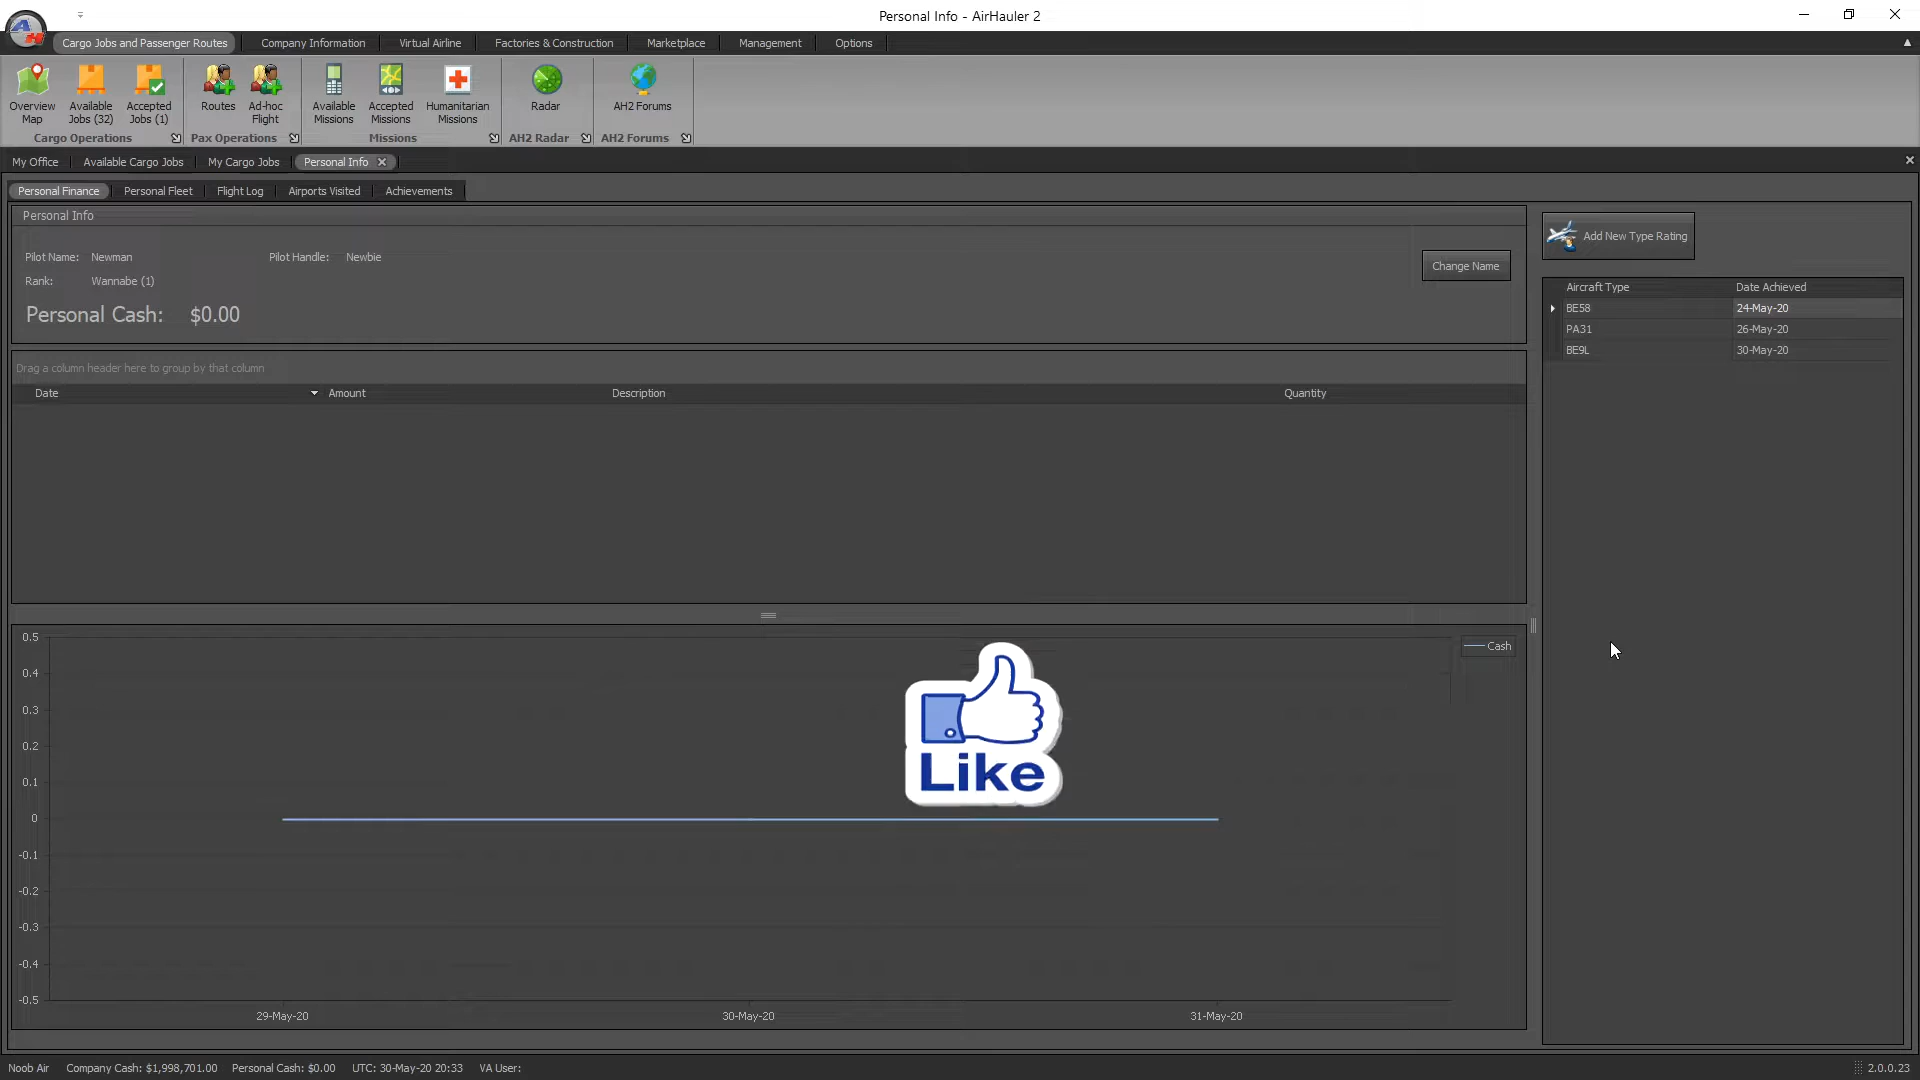 Personal Info - AirHauler 2
Cargo Jobs and Passenger Routes
Company Information
Virtual Airline
Factories & Construction
Marketplace
Management
Options
Overview
Map
Available
Jobs (32)
Accepted
Jobs (1)
Routes
Ad-hoc
Flight
Available
Missions
Accepted
Missions
Humanitarian
Missions
Radar
AH2 Forums
Cargo Operations
Pax Operations
Missions
AH2 Radar
AH2 Forums
My Office
Available Cargo Jobs
My Cargo Jobs
Personal Info
Personal Finance
Personal Fleet
Flight Log
Airports Visited
Achievements
Personal Info
Pilot Name: Newman
Pilot Handle: Newbie
Rank: Wannabe (1)
Personal Cash: $0.00
Change Name
Add New Type Rating
Aircraft Type Date Achieved
BE58 24-May-20
PA31 26-May-20
BE9L 30-May-20
Drag a column header here to group by that column
Date Amount Description Quantity
0.5
0.4
0.3
0.2
0.1
0
-0.1
-0.2
-0.3
-0.4
-0.5
Cash
Like
29-May-20 30-May-20 31-May-20
Noob Air Company Cash: $1,998,701.00 Personal Cash: $0.00 UTC: 30-May-20 20:33 VA User: 2.0.0.23